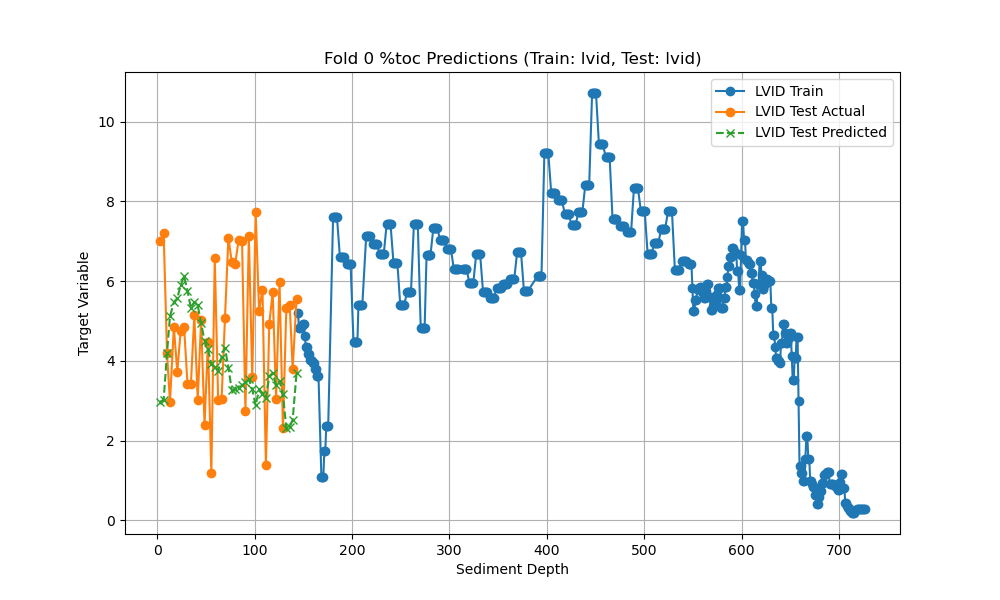 Fold 0 %toc Predictions (Train: lvid, Test: lvid)
LVID Train
LVID Test Actual
LVID Test Predicted
Target Variable
10
8
6
4
2
0
0 100 200 300 400 500 600 700
Sediment Depth